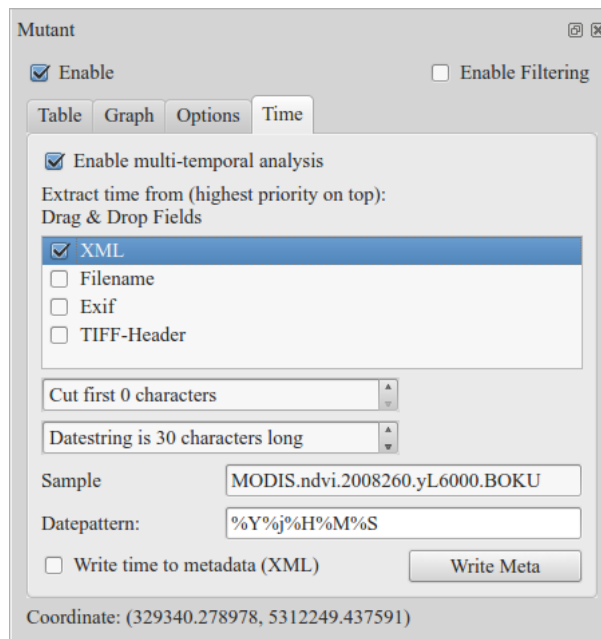 Mutant
Enable
Enable Filtering
Table
Graph
Options
Time
Enable multi-temporal analysis
Extract time from (highest priority on top):
Drag & Drop Fields
XML
Filename
Exif
TIFF-Header
Cut first 0 characters
Datestring is 30 characters long
Sample
MODIS.ndvi.2008260.yL6000.BOKU
Datepattern:
%Y%j%H%M%S
Write time to metadata (XML)
Write Meta
Coordinate: (329340.278978, 5312249.437591)